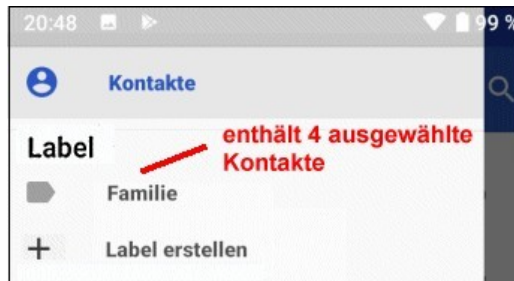 20:48 99 %
Kontakte
Label
enthält 4 ausgewählte
Kontakte
Familie
Label erstellen